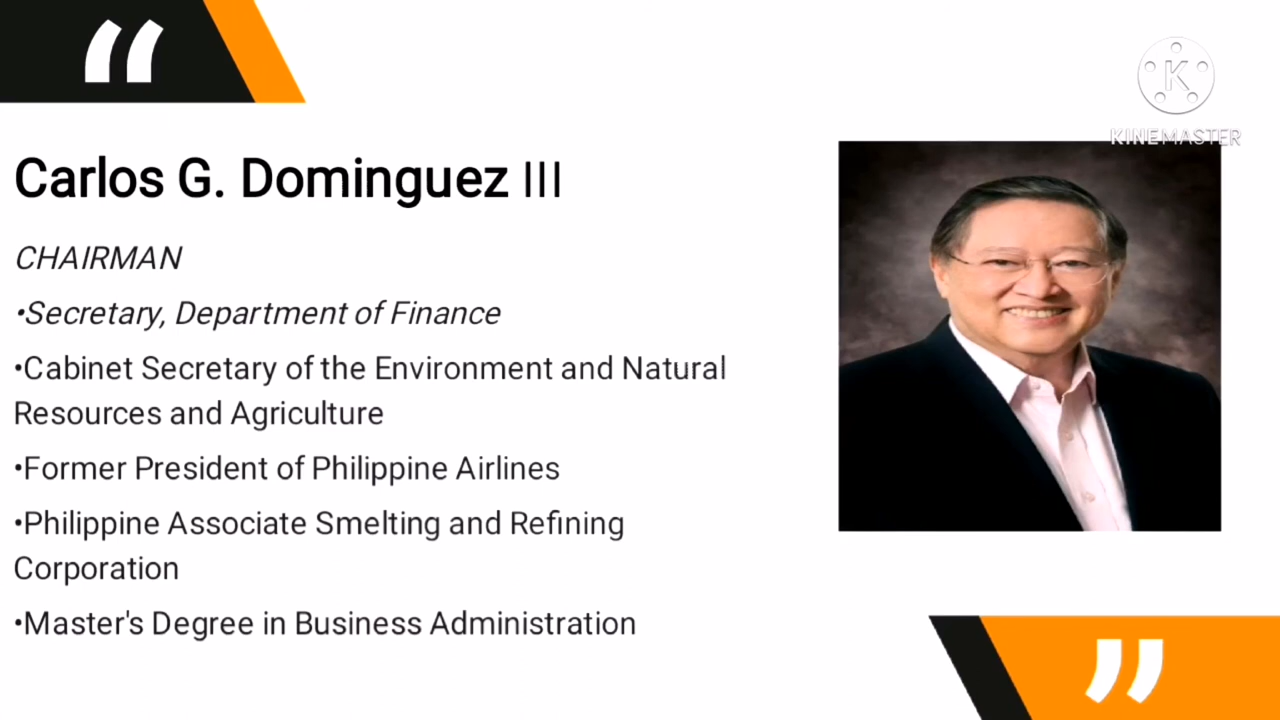 “
K
KINEMASTER
Carlos G. Dominguez III
CHAIRMAN
•Secretary, Department of Finance
•Cabinet Secretary of the Environment and Natural
Resources and Agriculture
•Former President of Philippine Airlines
•Philippine Associate Smelting and Refining
Corporation
•Master's Degree in Business Administration
”